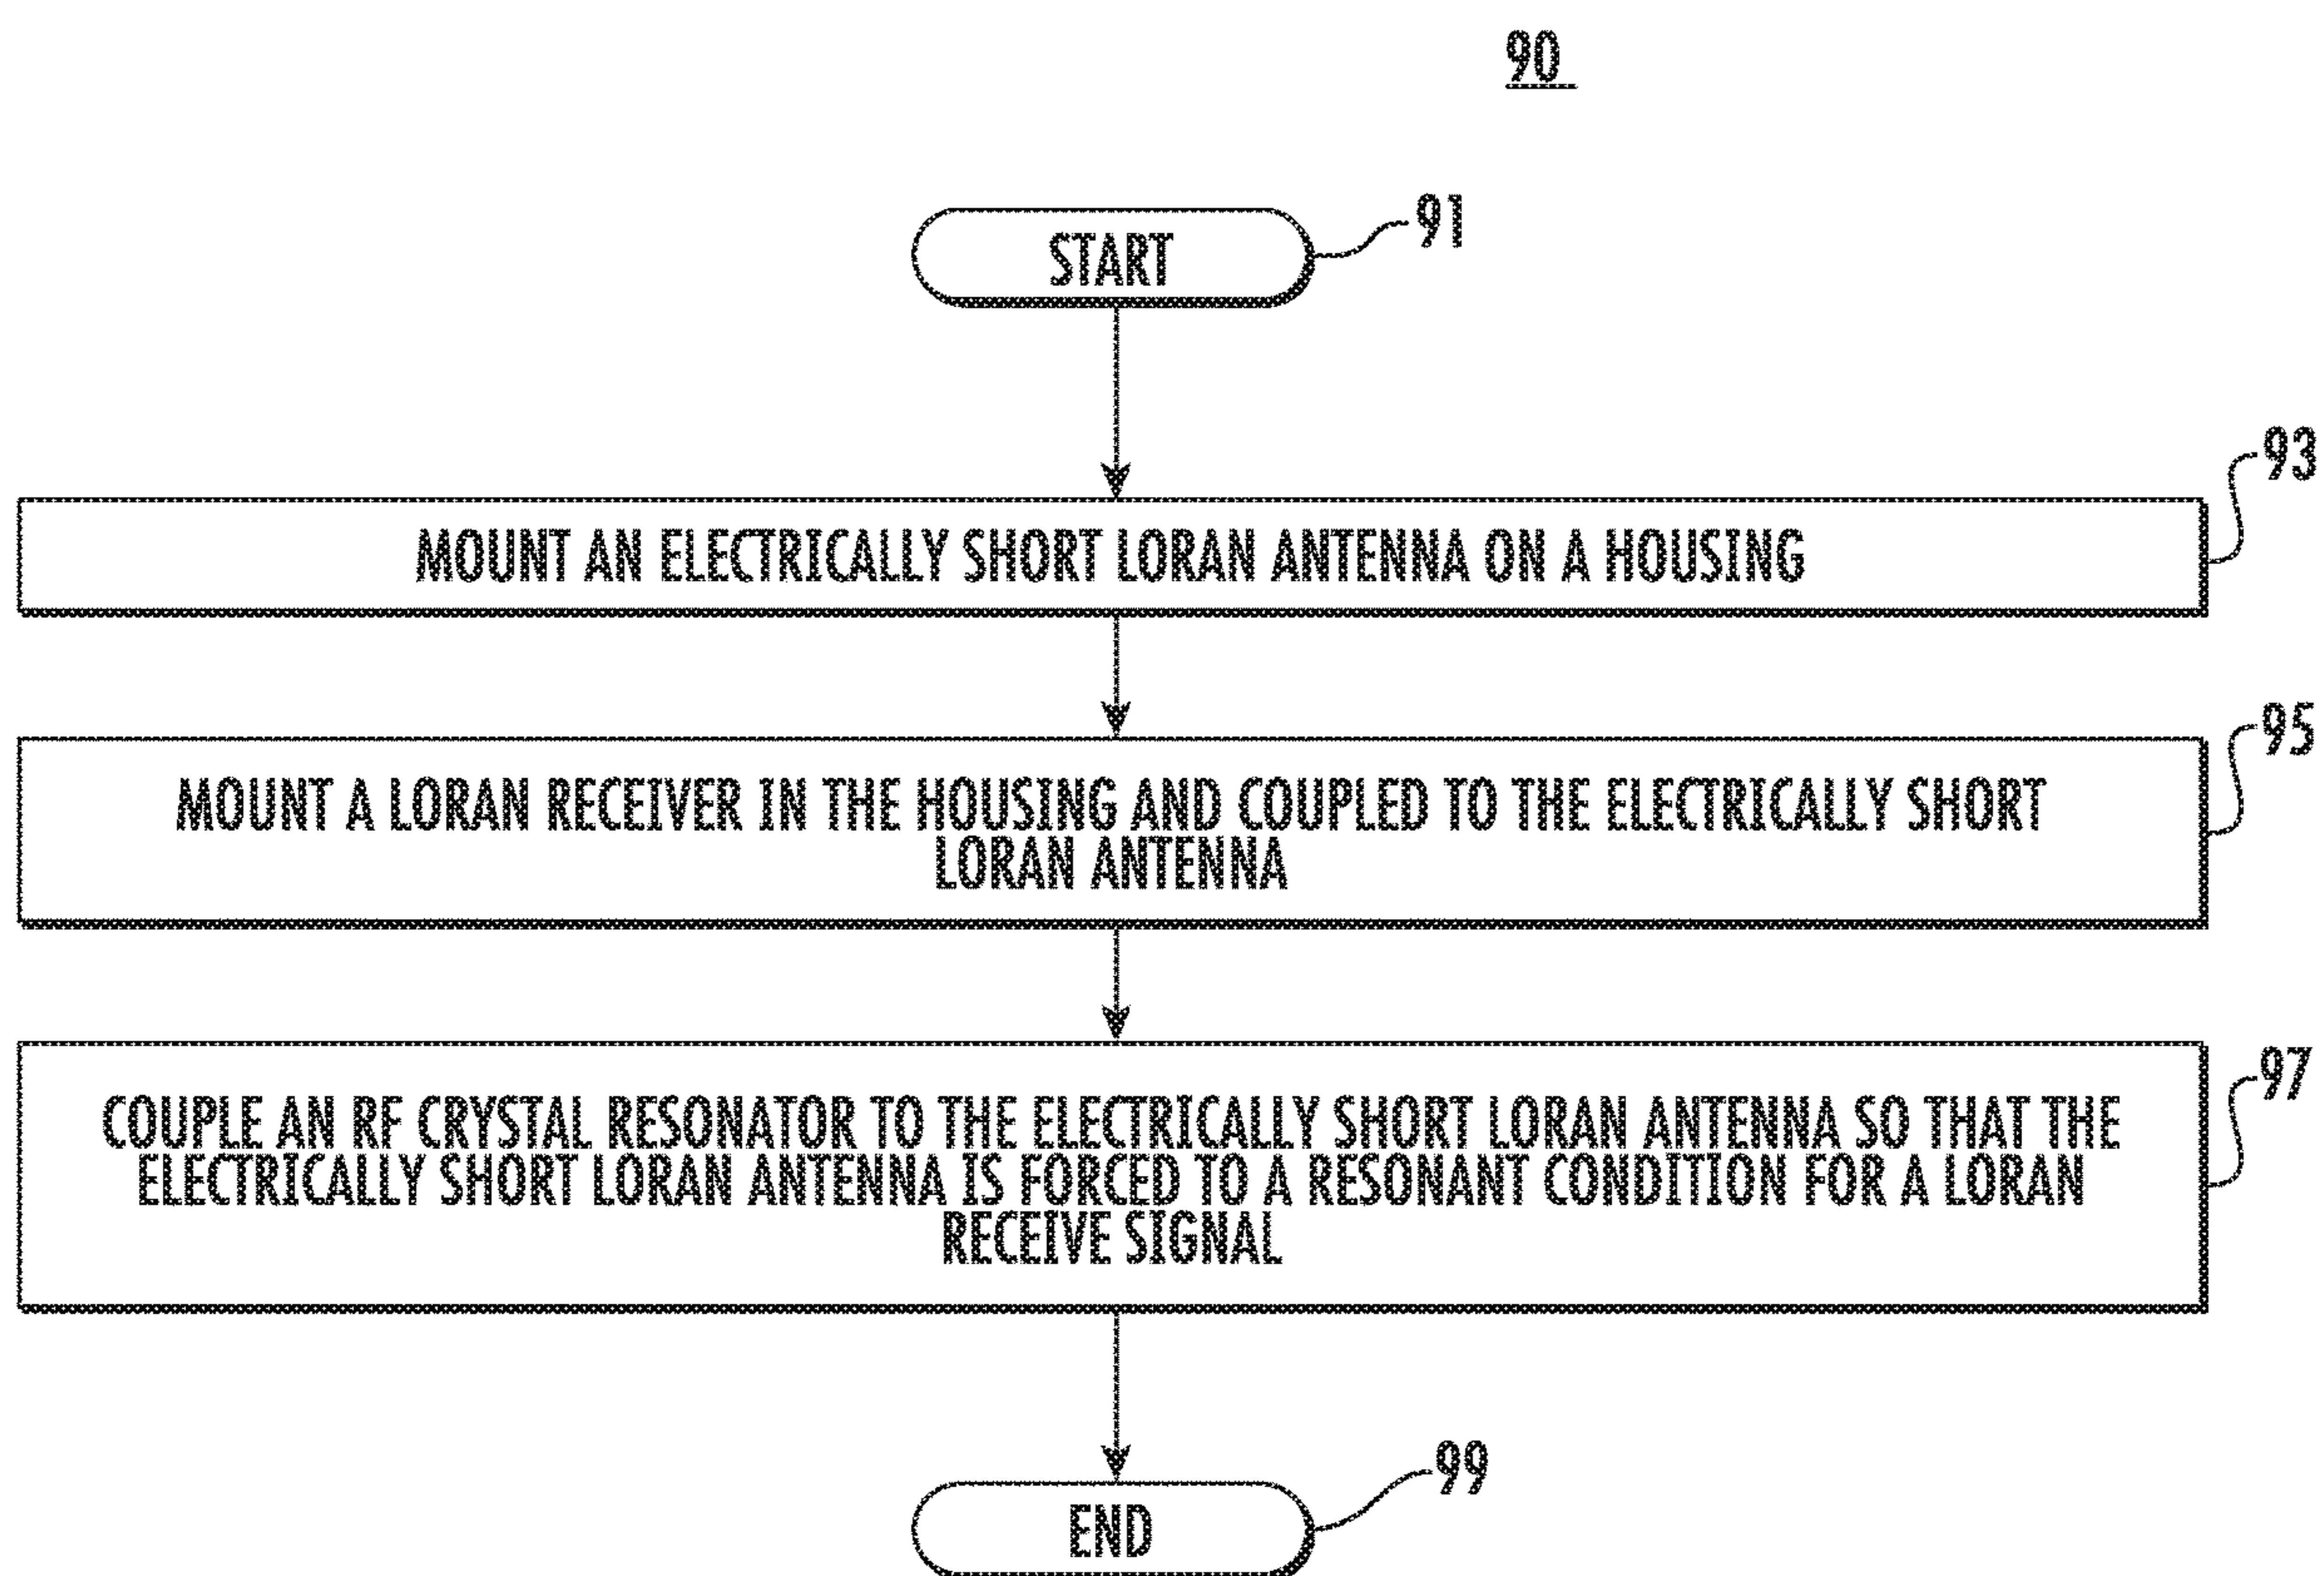 90
START
91
93
MOUNT AN ELECTRICALLY SHORT LORAN ANTENNA ON A HOUSING
95
MOUNT A LORAN RECEIVER IN THE HOUSING AND COUPLED TO THE ELECTRICALLY SHORT
LORAN ANTENNA
97
COUPLE AN RF CRYSTAL RESONATOR TO THE ELECTRICALLY SHORT LORAN ANTENNA SO THAT THE
ELECTRICALLY SHORT LORAN ANTENNA IS FORCED TO A RESONANT CONDITION FOR A LORAN
RECEIVE SIGNAL
99
END